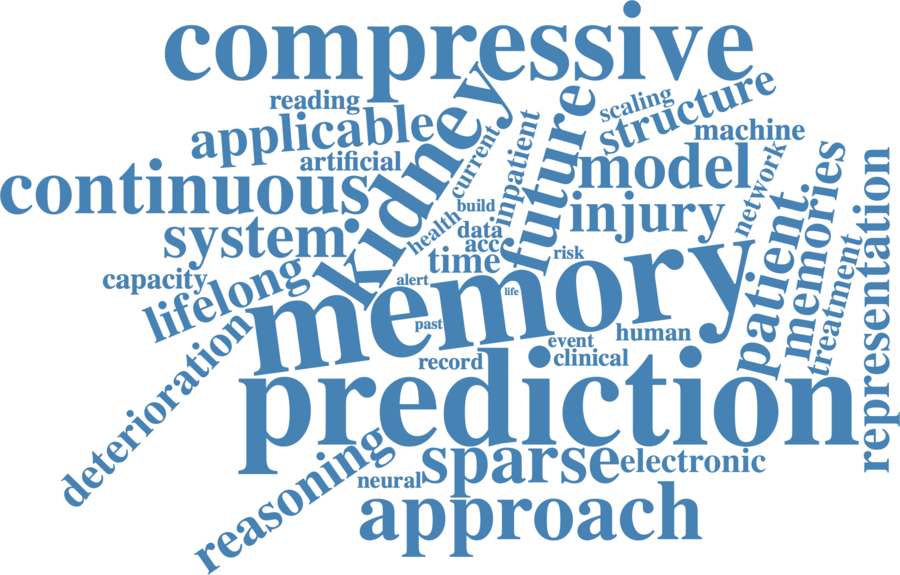 compressive
reading
scaling
structure
applicable
machine
artificial
current
inpatient
future
model
kidney
continuous
network
memories
build
injury
health
data
system
acc
patient
representation
time
risk
capacity
lifelong
alert
life
treatment
memory
past
human
event
deterioration
record
clinical
prediction
reasoning
sparse
electronic
neural
approach